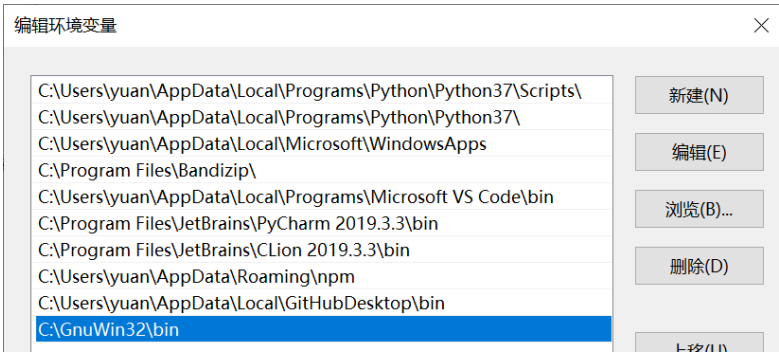 编辑环境变量
C:\Users\yuan\AppData\Local\Programs\Python\Python37\Scripts\
新建(N)
C:\Users\yuan\AppData\Local\Programs\Python\Python37\
C:\Users\yuan\AppData\Local\Microsoft\WindowsApps
编辑(E)
C:\Program Files\Bandizip\
C:\Users\yuan\AppData\Local\Programs\Microsoft VS Code\bin
浏览(B)...
C:\Program Files\JetBrains\PyCharm 2019.3.3\bin
C:\Program Files\JetBrains\CLion 2019.3.3\bin
删除(D)
C:\Users\yuan\AppData\Roaming\npm
C:\Users\yuan\AppData\Local\GitHubDesktop\bin
C:\GnuWin32\bin
上移(U)